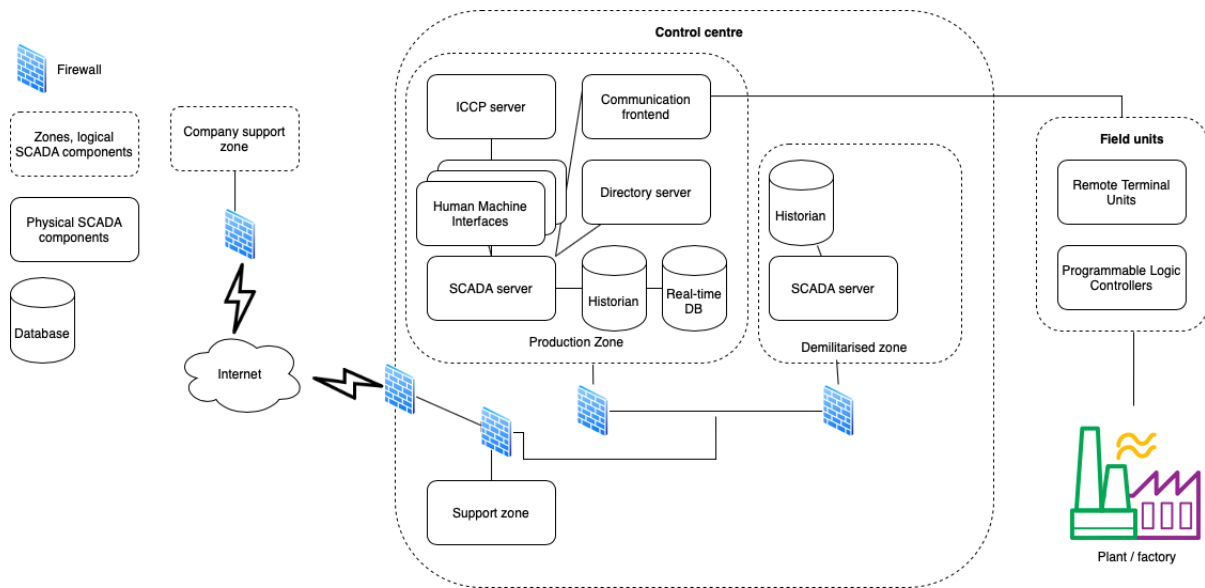 Control centre
Firewall
Zones, logical
SCADA components
Physical SCADA
components
Database
Company support
zone
Internet
ICCP server
Communication
frontend
Human Machine
Interfaces
Directory server
SCADA server
Historian
Real-time
DB
Production Zone
Historian
SCADA server
Demilitarised zone
Support zone
Field units
Remote Terminal
Units
Programmable Logic
Controllers
Plant / factory